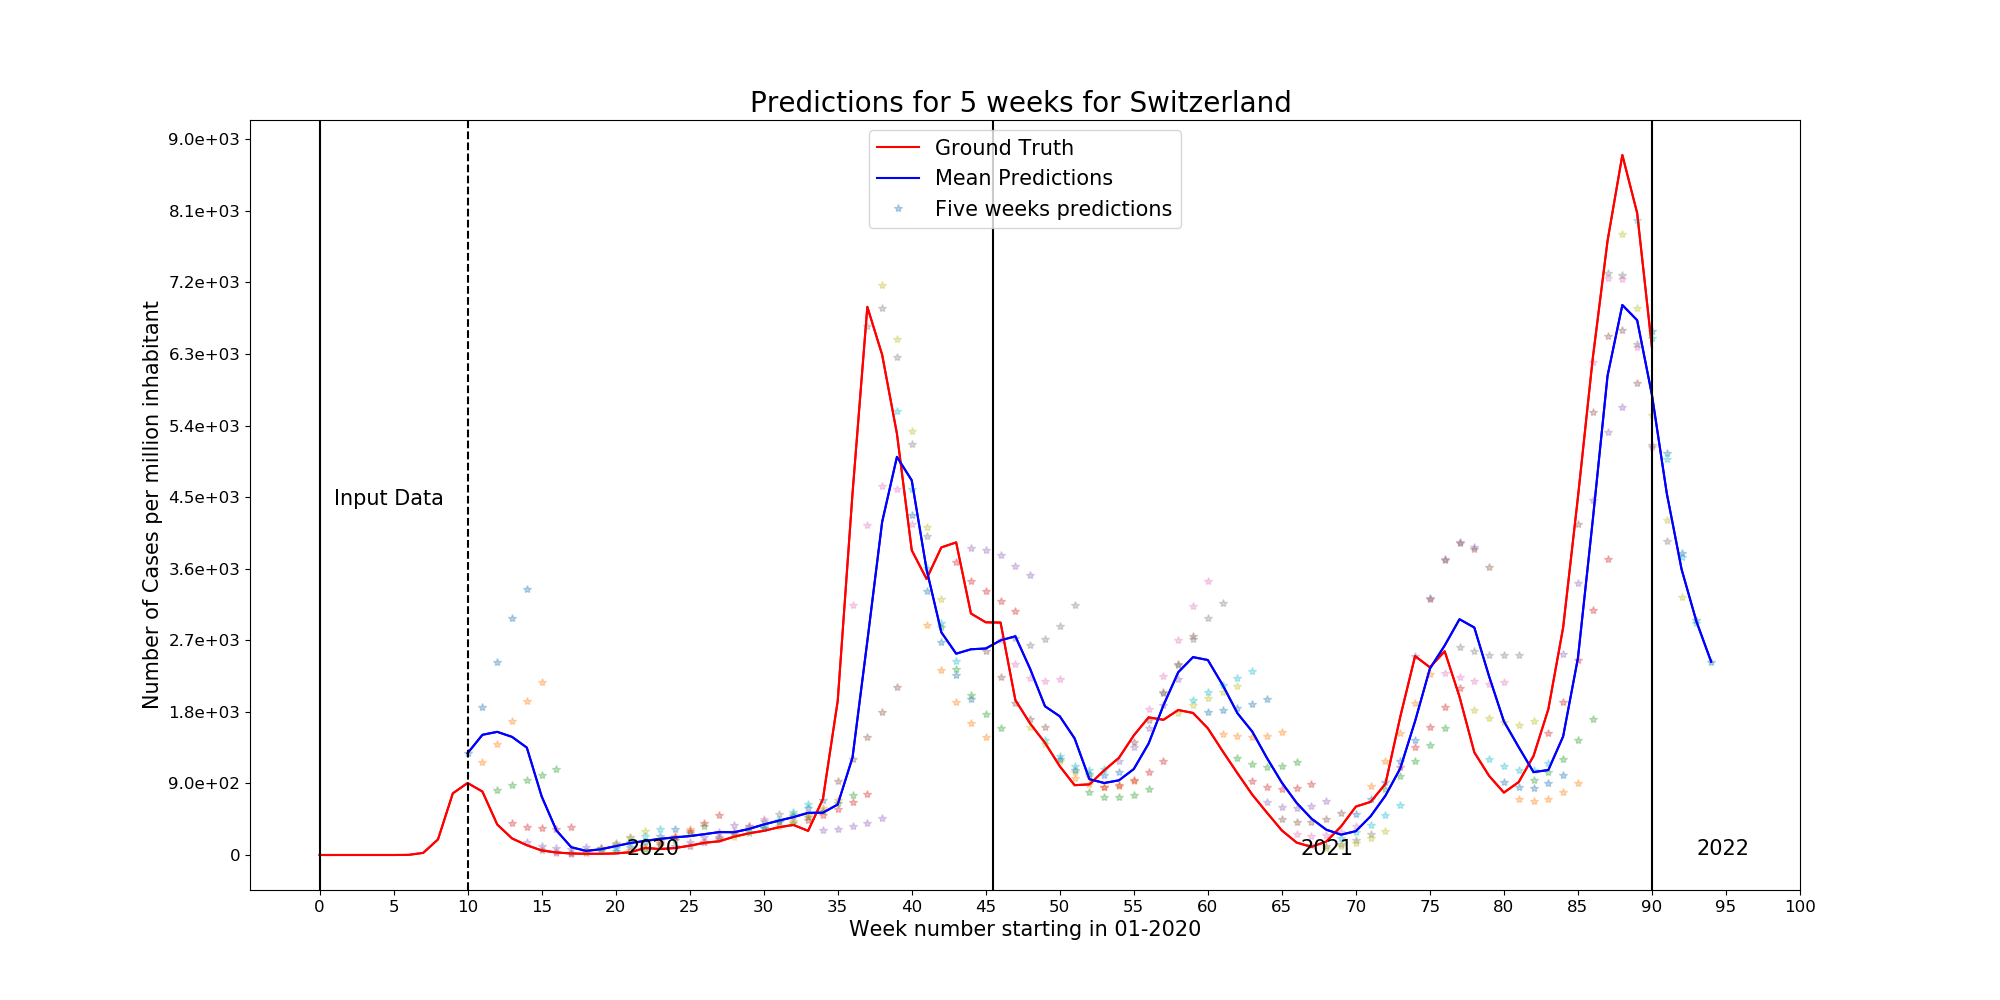 Predictions for 5 weeks for Switzerland
Ground Truth
Mean Predictions
Five weeks predictions
Number of Cases per million inhabitant
9.0e+03
8.1e+03
7.2e+03
6.3e+03
5.4e+03
4.5e+03
3.6e+03
2.7e+03
1.8e+03
9.0e+02
0
Input Data
2020 2021 2022
0 5 10 15 20 25 30 35 40 45 50 55 60 65 70 75 80 85 90 95 100
Week number starting in 01-2020